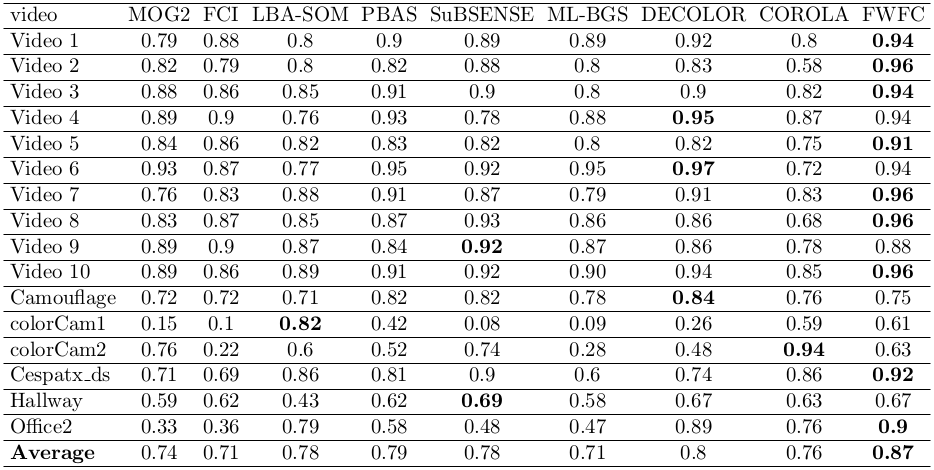 video MOG2 FCI LBA-SOM PBAS SuBSENSE ML-BGS DECOLOR COROLA FWFC
Video 1 0.79 0.88 0.8 0.9 0.89 0.89 0.92 0.8 0.94
Video 2 0.82 0.79 0.8 0.82 0.88 0.8 0.83 0.58 0.96
Video 3 0.88 0.86 0.85 0.91 0.9 0.8 0.9 0.82 0.94
Video 4 0.89 0.9 0.76 0.93 0.78 0.88 0.95 0.87 0.94
Video 5 0.84 0.86 0.82 0.83 0.82 0.8 0.82 0.75 0.91
Video 6 0.93 0.87 0.77 0.95 0.92 0.95 0.97 0.72 0.94
Video 7 0.76 0.83 0.88 0.91 0.87 0.79 0.91 0.83 0.96
Video 8 0.83 0.87 0.85 0.87 0.93 0.86 0.86 0.68 0.96
Video 9 0.89 0.9 0.87 0.84 0.92 0.87 0.86 0.78 0.88
Video 10 0.89 0.86 0.89 0.91 0.92 0.90 0.94 0.85 0.96
Camouflage 0.72 0.72 0.71 0.82 0.82 0.78 0.84 0.76 0.75
colorCam1 0.15 0.1 0.82 0.42 0.08 0.09 0.26 0.59 0.61
colorCam2 0.76 0.22 0.6 0.52 0.74 0.28 0.48 0.94 0.63
Cespatx_ds 0.71 0.69 0.86 0.81 0.9 0.6 0.74 0.86 0.92
Hallway 0.59 0.62 0.43 0.62 0.69 0.58 0.67 0.63 0.67
Office2 0.33 0.36 0.79 0.58 0.48 0.47 0.89 0.76 0.9
Average 0.74 0.71 0.78 0.79 0.78 0.71 0.8 0.76 0.87